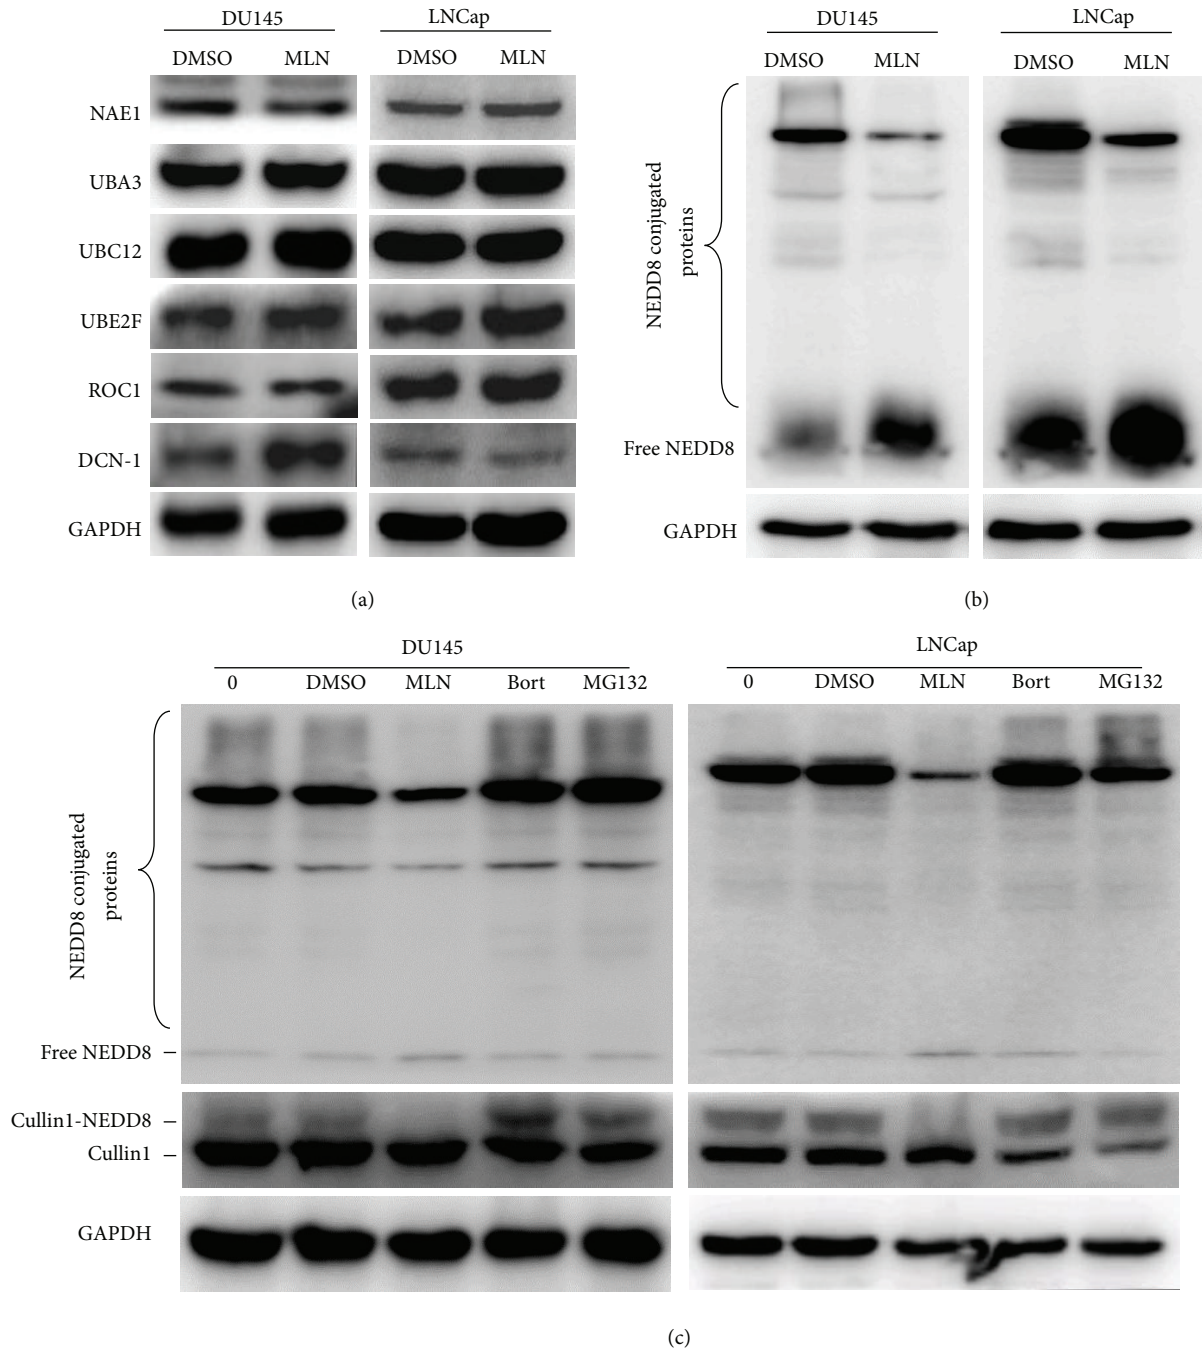 DU145 LNCap
DMSO MLN DMSO MLN
NAE1
UBA3
UBC12
UBE2F
ROC1
DCN-1
GAPDH
(a)
DU145 LNCap
DMSO MLN DMSO MLN
NEDD8 conjugated
proteins
Free NEDD8
GAPDH
(b)
DU145 LNCap
0 DMSO MLN Bort MG132 0 DMSO MLN Bort MG132
NEDD8 conjugated
proteins
Free NEDD8
Cullin1-NEDD8
Cullin1
GAPDH
(c)